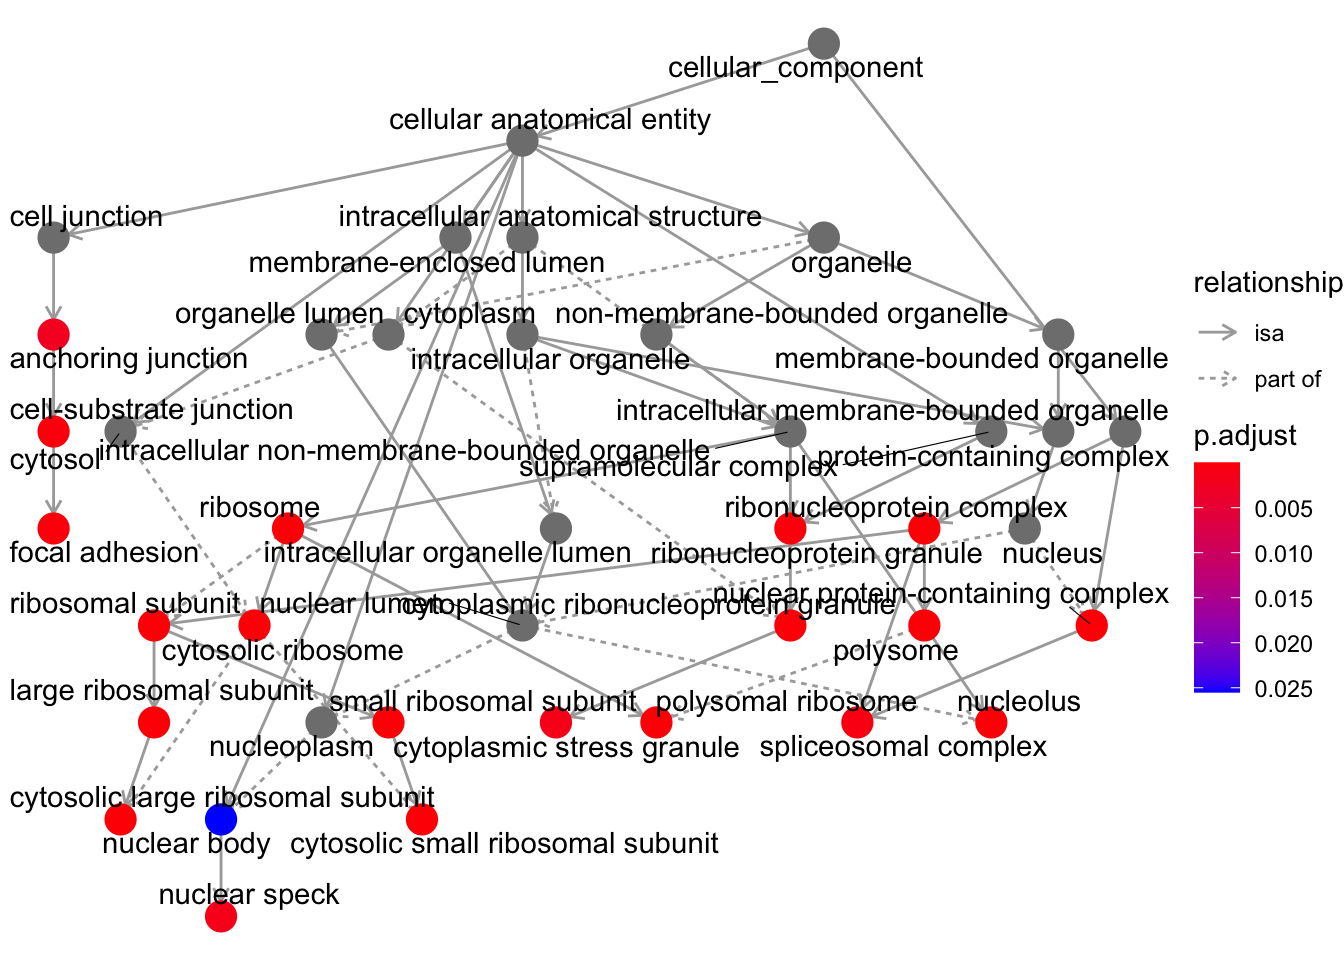 cellular_component
cellular anatomical entity
cell junction
intracellular anatomical structure
membrane-enclosed lumen
organelle
relationship
organelle lumen
cytoplasm
non-membrane-bounded organelle
isa
anchoring junction
intracellular organelle
membrane-bounded organelle
part of
cell-substrate junction
intracellular membrane-bounded organelle
p.adjust
cytosol
intracellular non-membrane-bounded organelle
supramolecular complex
protein-containing complex
ribosome
ribonucleoprotein complex
0.005
focal adhesion
intracellular organelle lumen
ribonucleoprotein granule
nucleus
0.010
ribosomal subunit
nuclear lumen
cytoplasmic ribonucleoprotein granule
nuclear protein-containing complex
0.015
cytosolic ribosome
polysome
0.020
large ribosomal subunit
small ribosomal subunit
polysomal ribosome
nucleolus
0.025
nucleoplasm
cytoplasmic stress granule
spliceosomal complex
cytosolic large ribosomal subunit
nuclear body
cytosolic small ribosomal subunit
nuclear speck